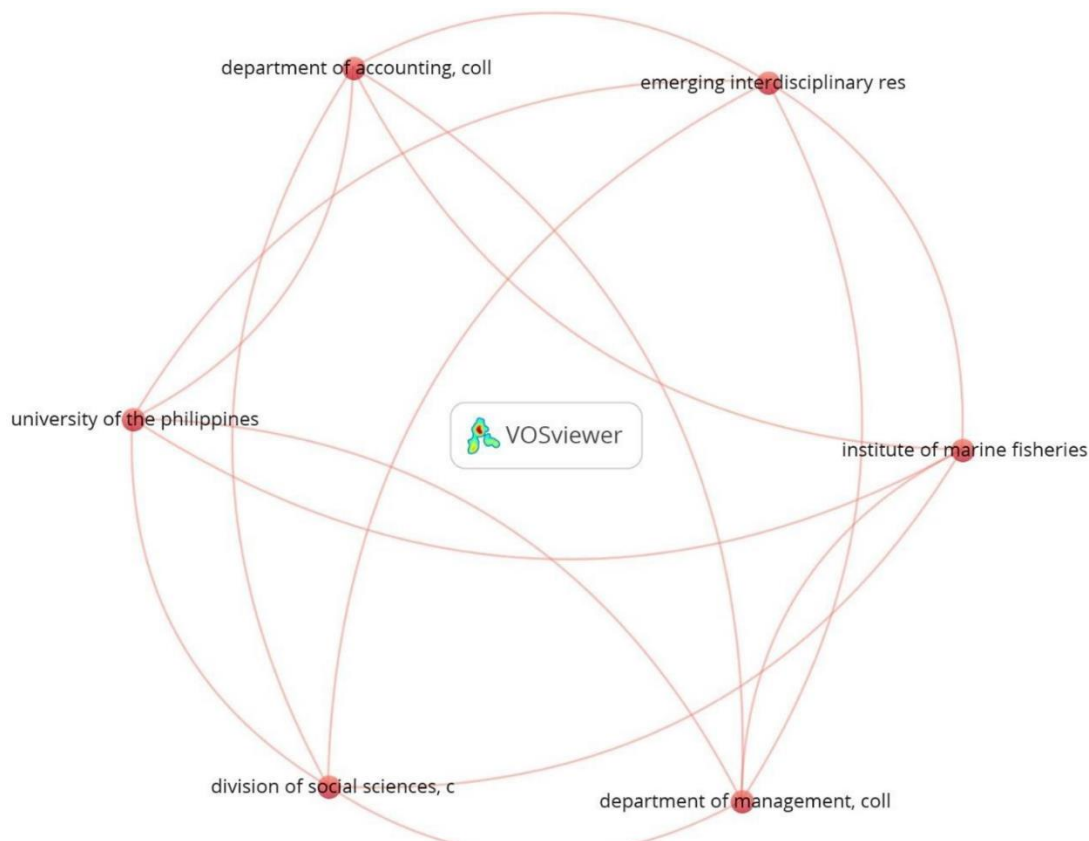 department of accounting, coll
emerging interdisciplinary res
university of the philippines
VOSviewer
institute of marine fisheries
division of social sciences, c
department of management, coll